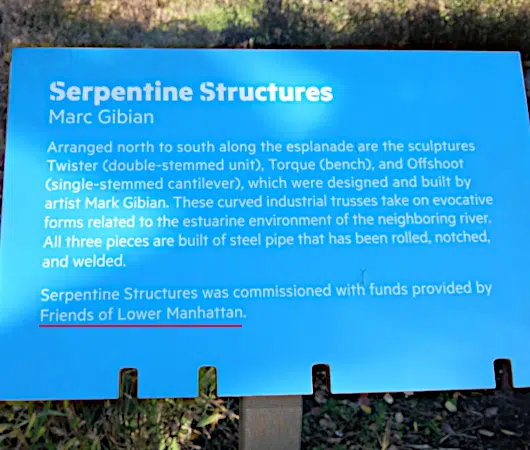 Serpentine Structures
Marc Gibian
Arranged north to south along the esplanade are the sculptures
Twister (double-stemmed unit), Torque (bench), and Offshoot
(single-stemmed cantilever), which were designed and built by
artist Mark Gibian. These curved industrial trusses take on evocative
forms related to the estuarine environment of the neighboring river.
All three pieces are built of steel pipe that has been rolled, notched,
and welded.
Serpentine Structures was commissioned with funds provided by
Friends of Lower Manhattan.